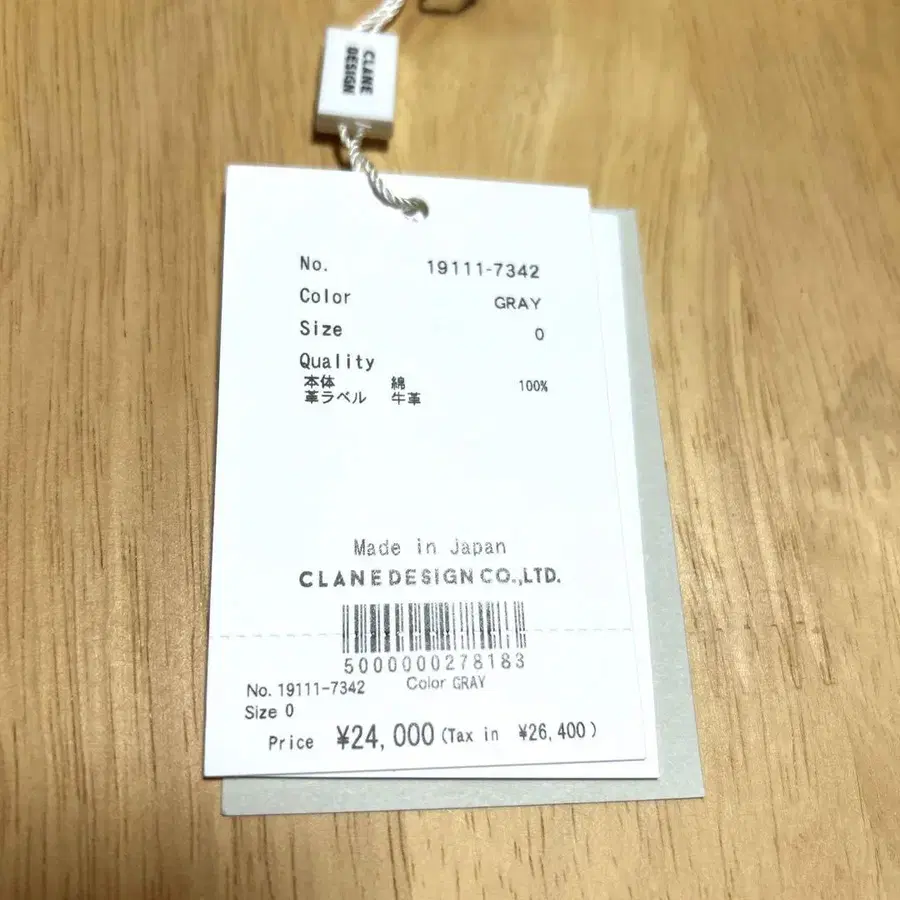 CLANE
DESIGN
No. 19111-7342
Color GRAY
Size 0
Quality
本体 綿 100%
革ラベル 牛革
Made in Japan
CLANE DESIGN CO.,LTD.
5000000278183
No. 19111-7342 Color GRAY
Size 0
Price ¥24,000 (Tax in ¥26,400)